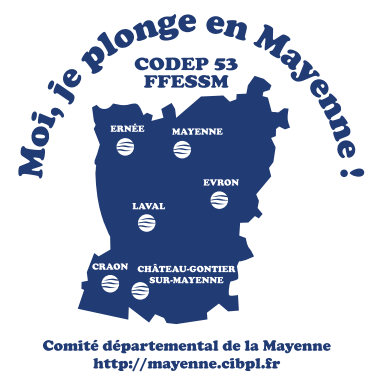 Moi, je plonge en Mayenne !
CODEP 53
FFESSM
ERNÉE
MAYENNE
EVRON
LAVAL
CRAON
CHÂTEAU-GONTIER
SUR-MAYENNE
Comité départemental de la Mayenne
http://mayenne.cibpl.fr